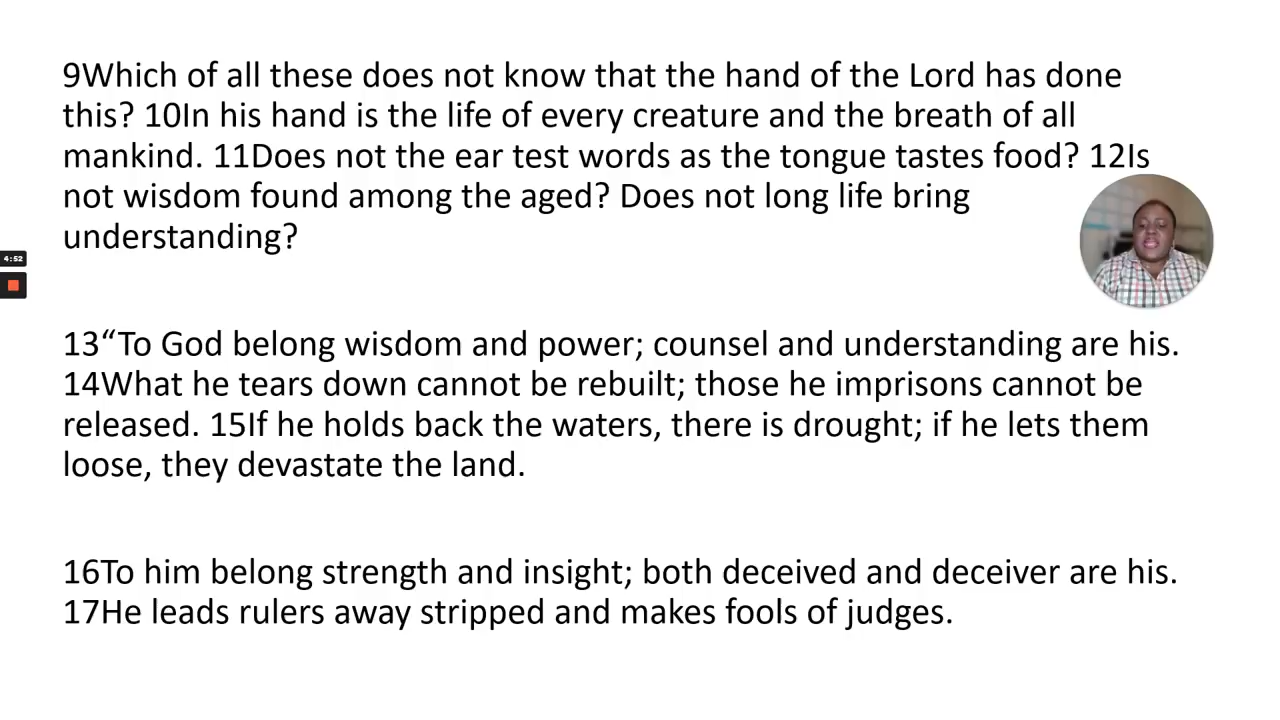 9Which of all these does not know that the hand of the Lord has done
this? 10In his hand is the life of every creature and the breath of all
mankind. 11Does not the ear test words as the tongue tastes food? 12Is
not wisdom found among the aged? Does not long life bring
understanding?
4:52
13“To God belong wisdom and power; counsel and understanding are his.
14What he tears down cannot be rebuilt; those he imprisons cannot be
released. 15If he holds back the waters, there is drought; if he lets them
loose, they devastate the land.
16To him belong strength and insight; both deceived and deceiver are his.
17He leads rulers away stripped and makes fools of judges.